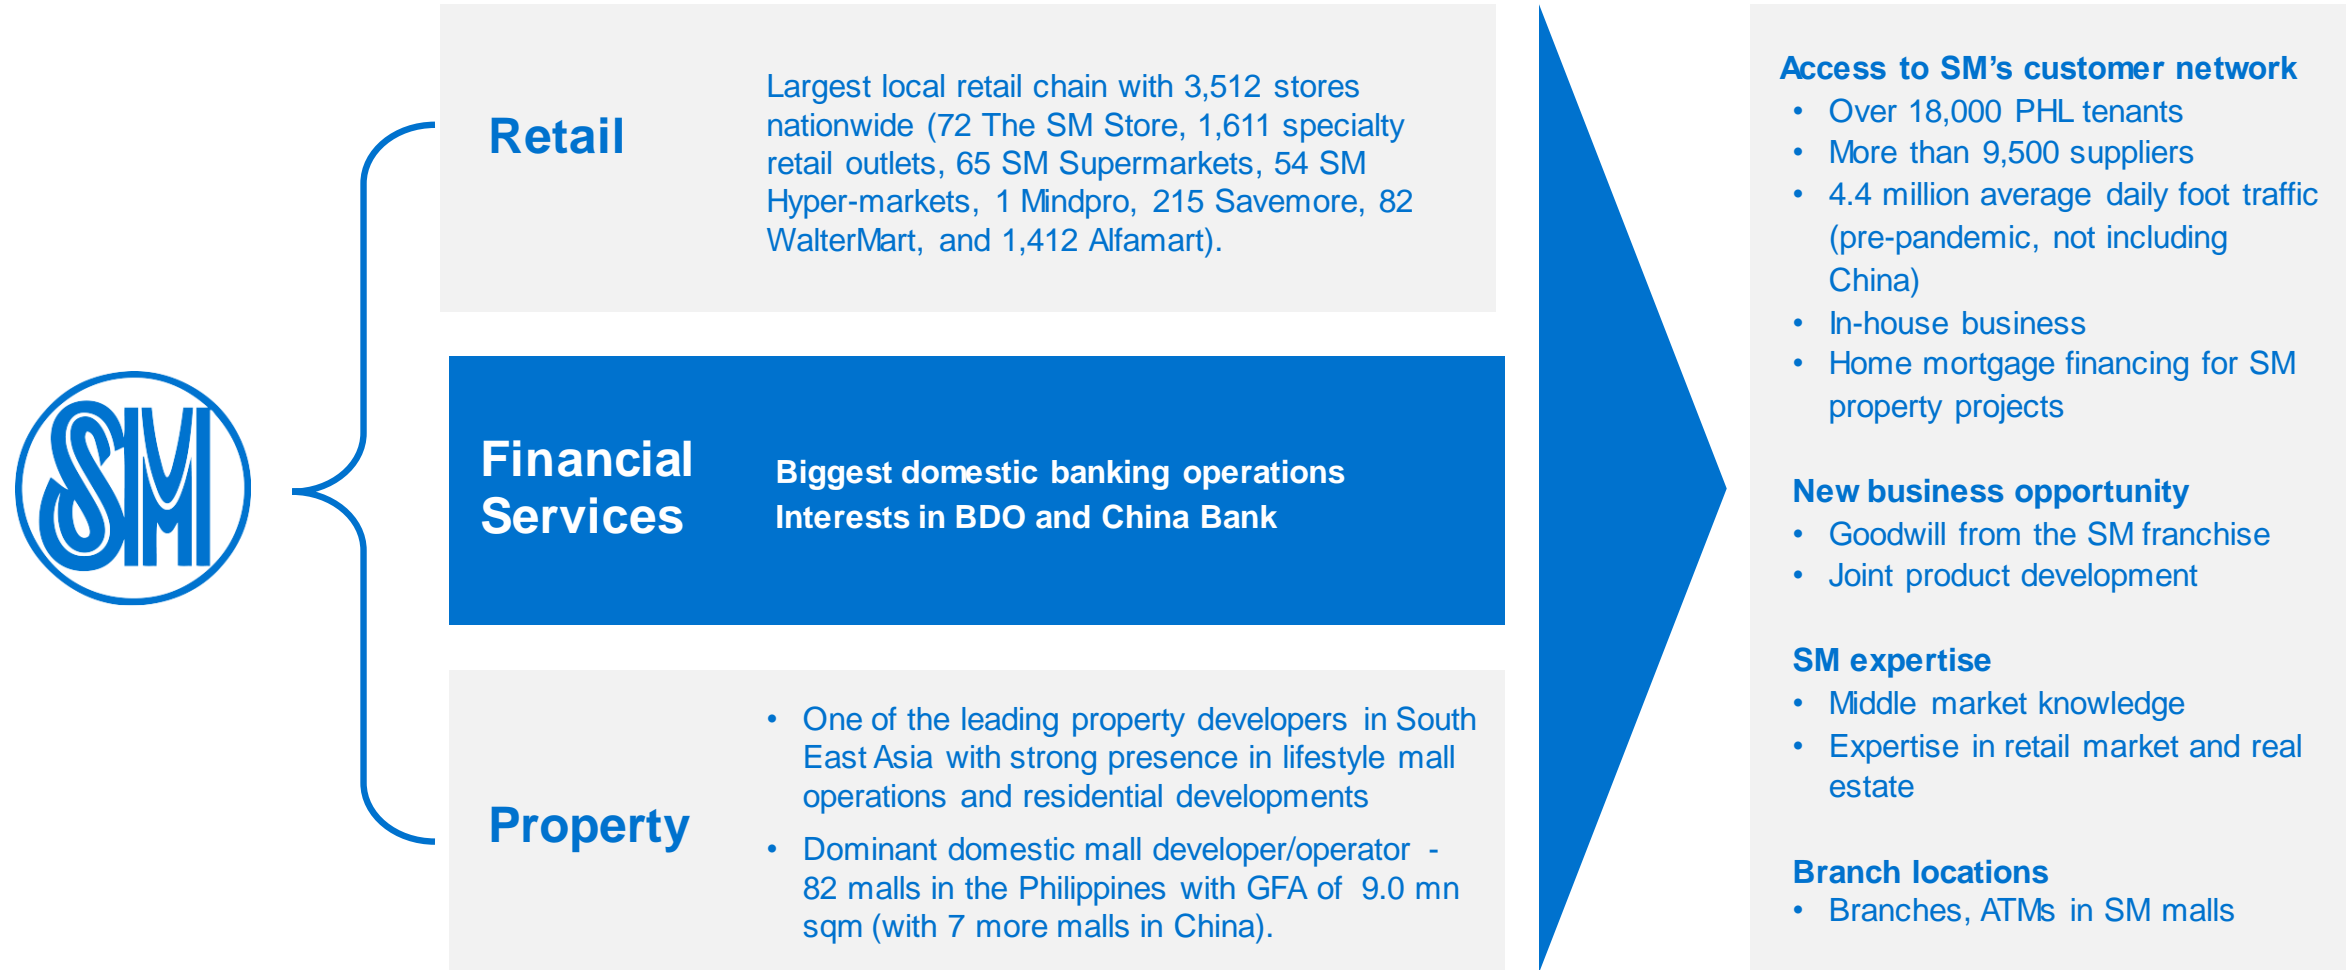 SM
Retail
Largest local retail chain with 3,512 stores
nationwide (72 The SM Store, 1,611 specialty
retail outlets, 65 SM Supermarkets, 54 SM
Hyper-markets, 1 Mindpro, 215 Savemore, 82
WalterMart, and 1,412 Alfamart).
Financial
Services
Biggest domestic banking operations
Interests in BDO and China Bank
Property
• One of the leading property developers in South
East Asia with strong presence in lifestyle mall
operations and residential developments
• Dominant domestic mall developer/operator -
82 malls in the Philippines with GFA of 9.0 mn
sqm (with 7 more malls in China).
Access to SM's customer network
• Over 18,000 PHL tenants
• More than 9,500 suppliers
• 4.4 million average daily foot traffic
(pre-pandemic, not including
China)
• In-house business
• Home mortgage financing for SM
property projects
New business opportunity
• Goodwill from the SM franchise
• Joint product development
SM expertise
• Middle market knowledge
• Expertise in retail market and real
estate
Branch locations
• Branches, ATMs in SM malls